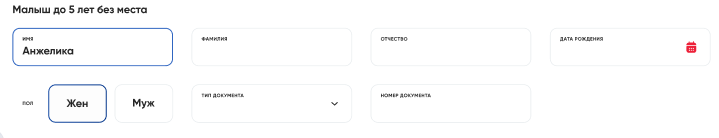 Малыш до 5 лет без места
ИМЯ
Анжелика
ФАМИЛИЯ
ОТЧЕСТВО
ДАТА РОЖДЕНИЯ
ПОЛ
Жен
Муж
ТИП ДОКУМЕНТА
НОМЕР ДОКУМЕНТА